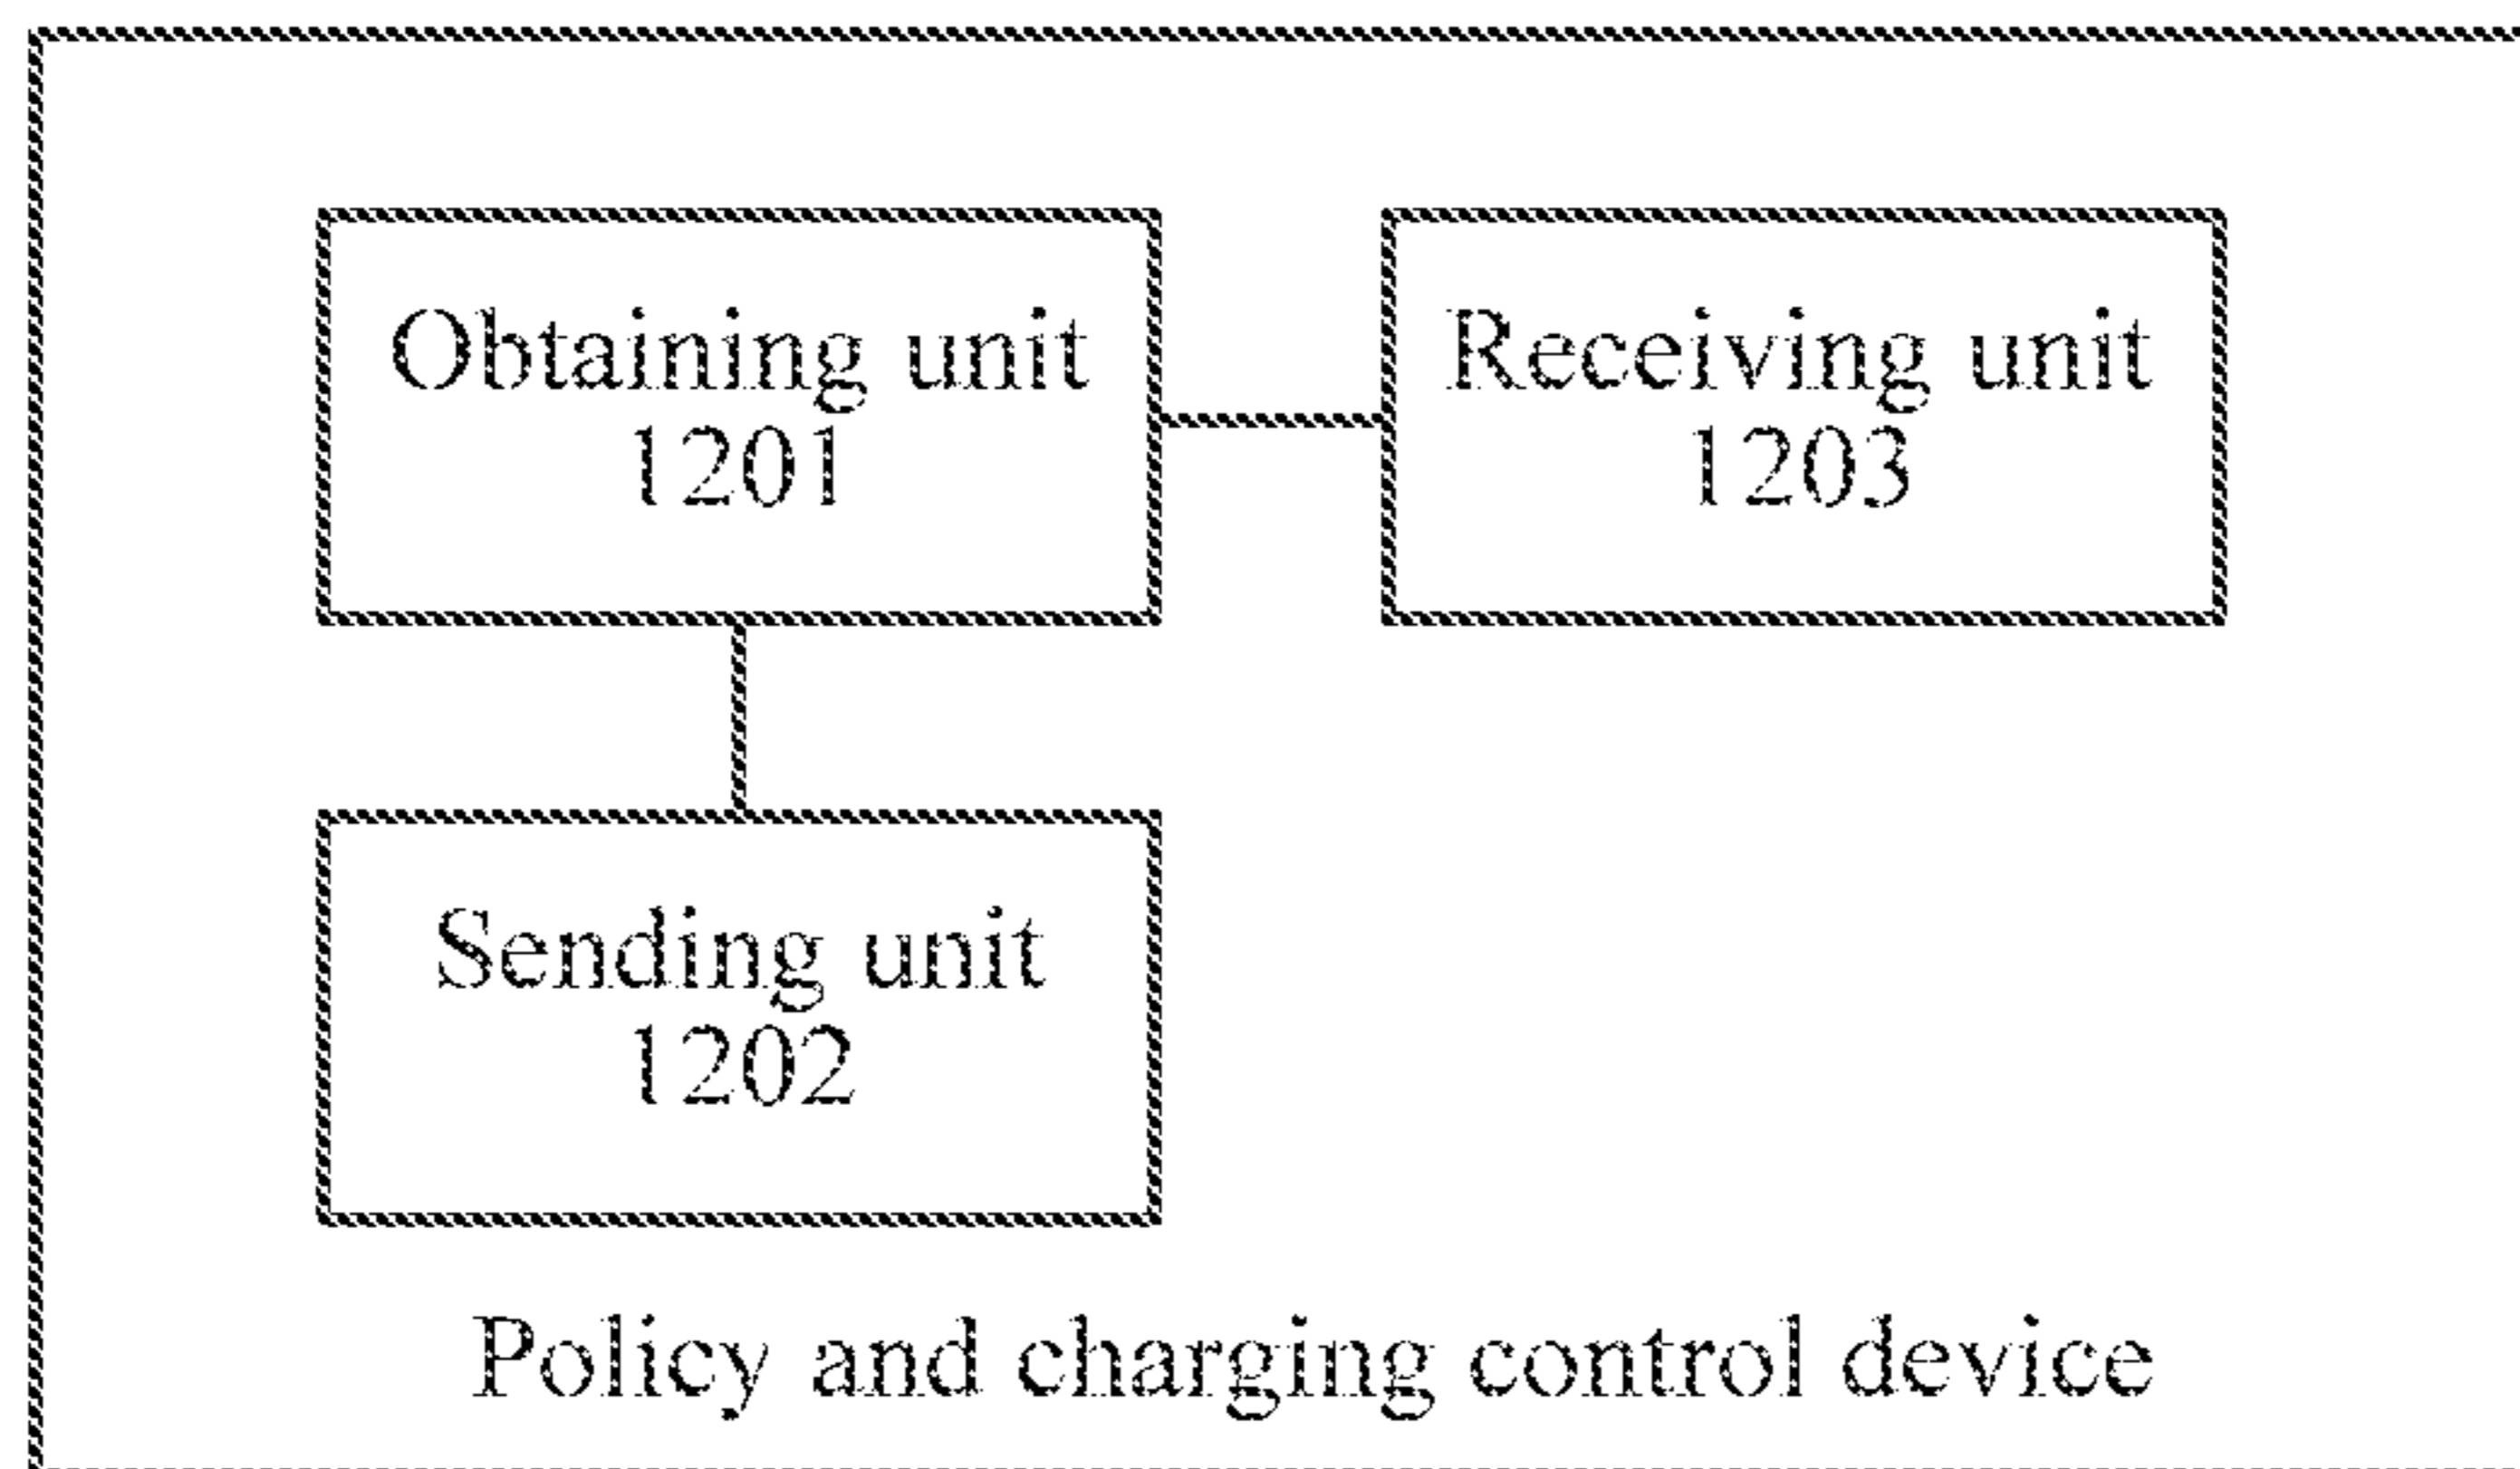 Obtaining unit
1201
Receiving unit
1203
Sending unit
1202
Policy and charging control device